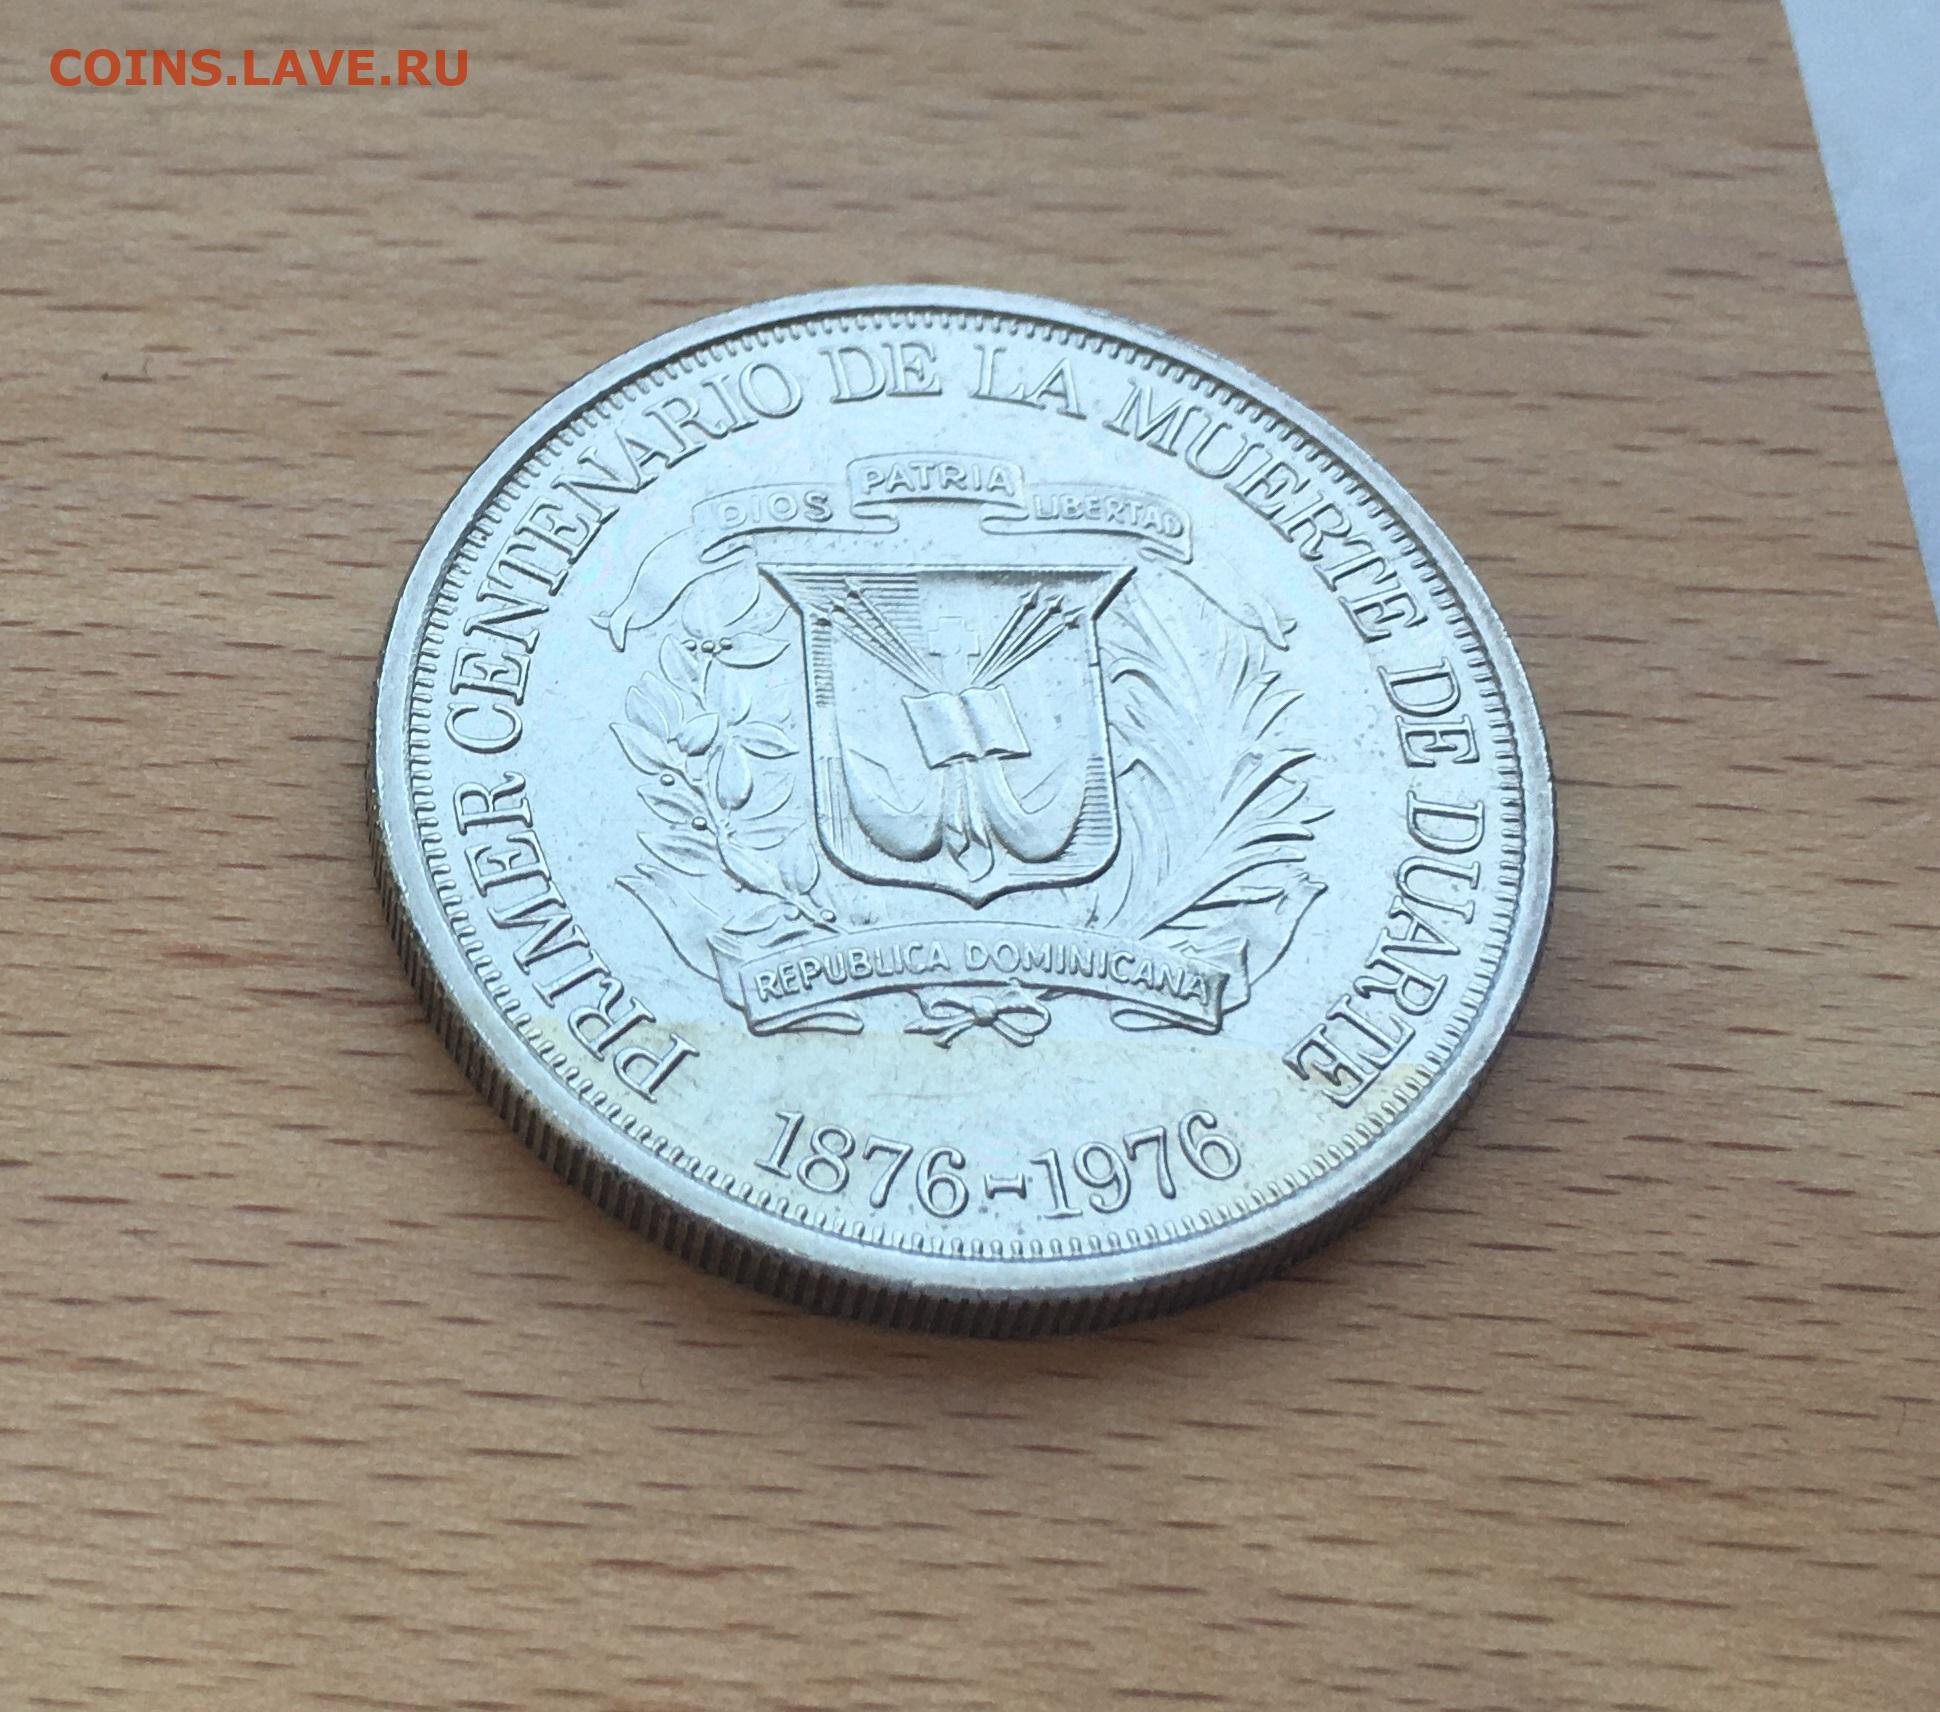 COINS.LAVE.RU
PRIMER CENTENARIO DE LA MUERTE DE DUARTE
DIOS PATRIA LIBERTAD
REPUBLICA DOMINICANA
1876-1976